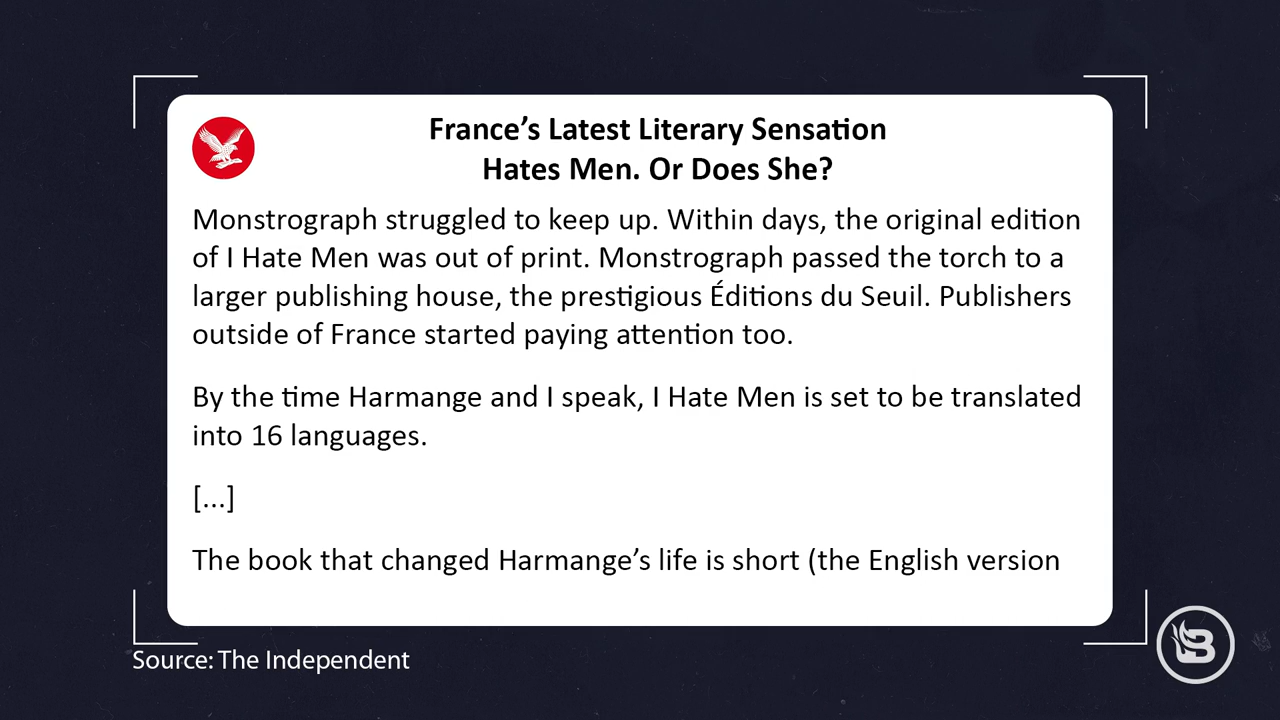 France’s Latest Literary Sensation
Hates Men. Or Does She?
Monstrograph struggled to keep up. Within days, the original edition
of I Hate Men was out of print. Monstrograph passed the torch to a
larger publishing house, the prestigious Éditions du Seuil. Publishers
outside of France started paying attention too.
By the time Harmange and I speak, I Hate Men is set to be translated
into 16 languages.
[...]
The book that changed Harmange’s life is short (the English version
Source: The Independent
B